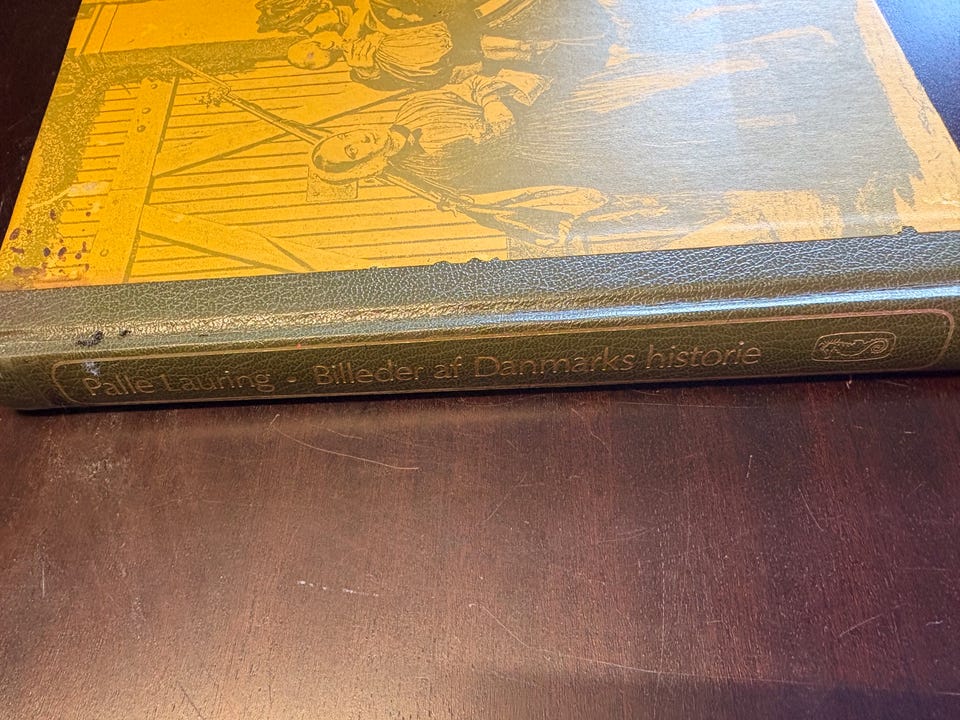 Palle Lauring · Billeder af Danmarks historie